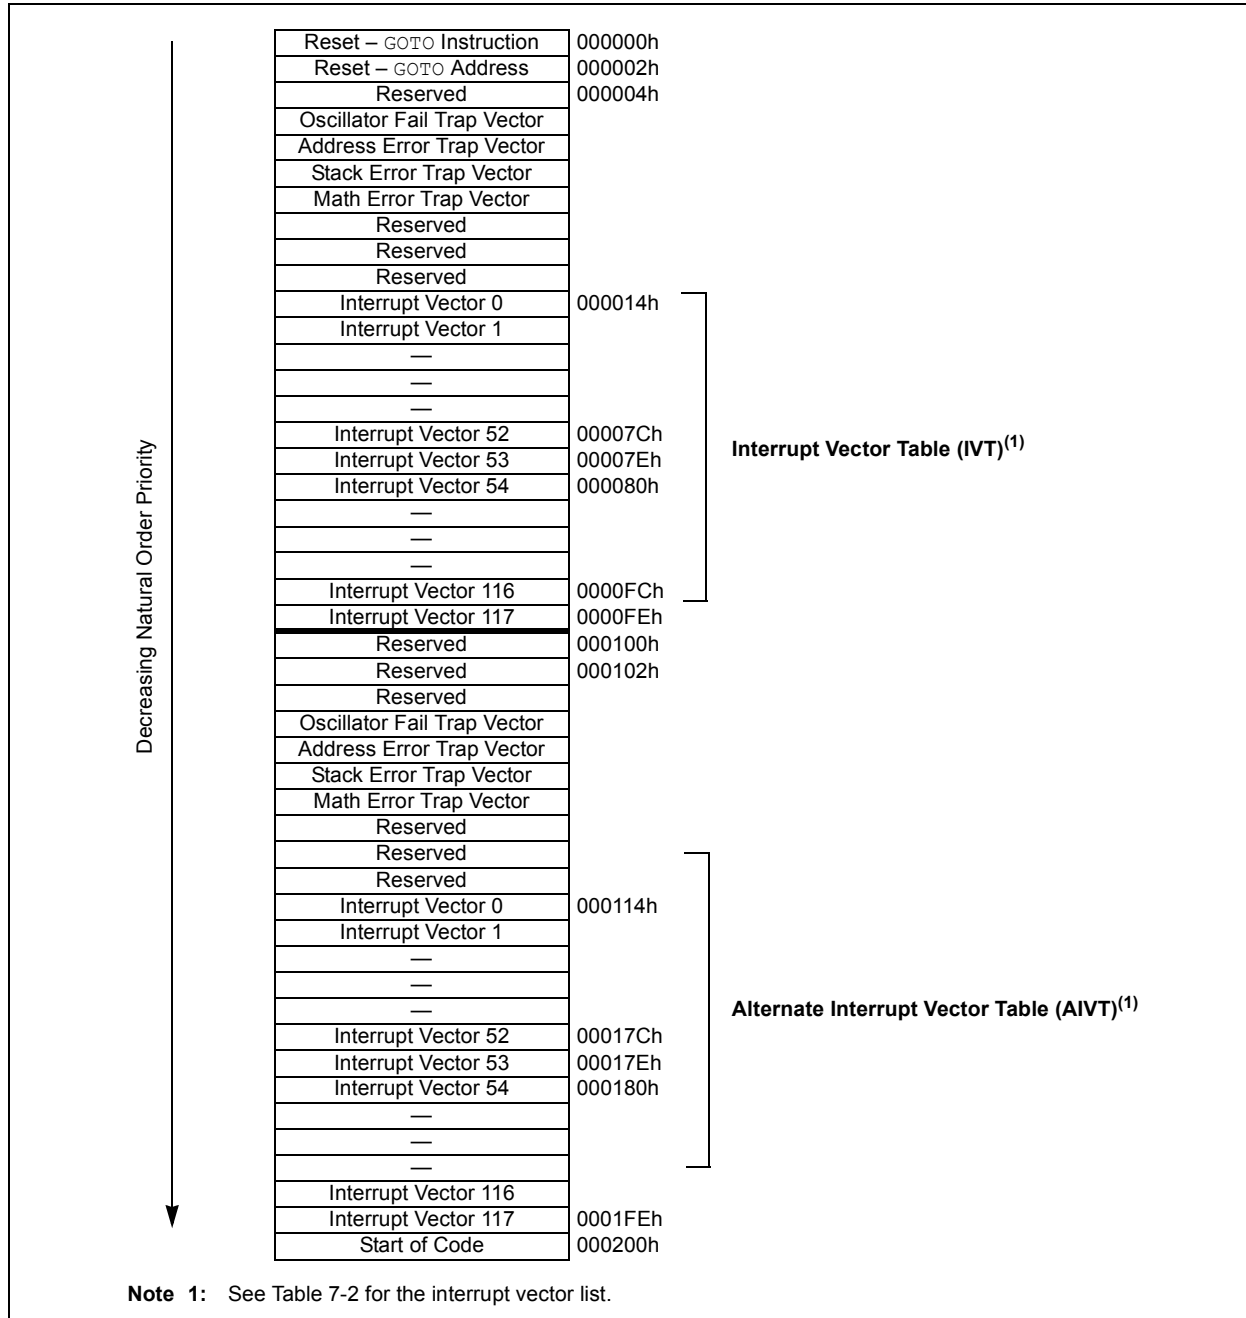 Decreasing Natural Order Priority
Reset – GOTO Instruction 000000h
Reset – GOTO Address 000002h
Reserved 000004h
Oscillator Fail Trap Vector
Address Error Trap Vector
Stack Error Trap Vector
Math Error Trap Vector
Reserved
Reserved
Reserved
Interrupt Vector 0 000014h
Interrupt Vector 1
—
—
—
Interrupt Vector 52 00007Ch
Interrupt Vector 53 00007Eh
Interrupt Vector 54 000080h
—
—
—
Interrupt Vector 116 0000FCh
Interrupt Vector 117 0000FEh
Interrupt Vector Table (IVT)(1)
Reserved 000100h
Reserved 000102h
Reserved
Oscillator Fail Trap Vector
Address Error Trap Vector
Stack Error Trap Vector
Math Error Trap Vector
Reserved
Reserved
Reserved
Interrupt Vector 0 000114h
Interrupt Vector 1
—
—
—
Interrupt Vector 52 00017Ch
Interrupt Vector 53 00017Eh
Interrupt Vector 54 000180h
—
—
—
Interrupt Vector 116
Interrupt Vector 117 0001FEh
Start of Code 000200h
Alternate Interrupt Vector Table (AIVT)(1)
Note 1: See Table 7-2 for the interrupt vector list.